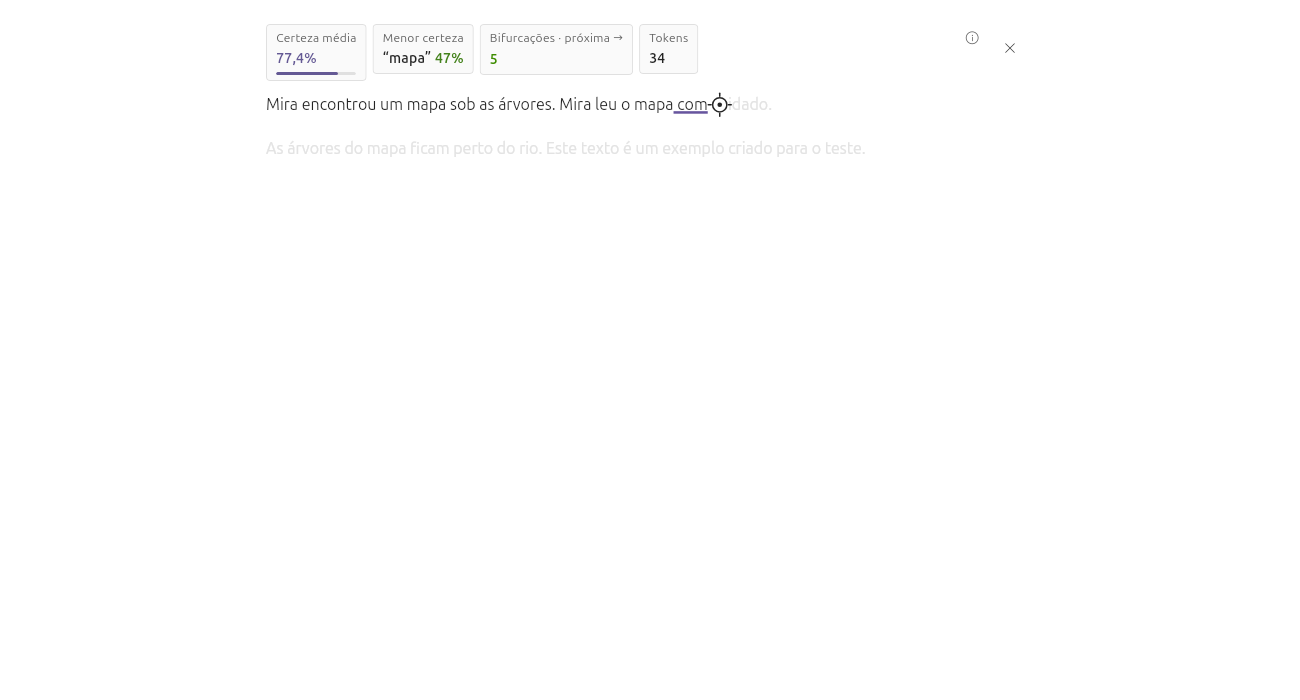 Certeza média
77,4%
Menor certeza
“mapa” 47%
Bifurcações · próxima →
5
Tokens
34
Mira encontrou um mapa sob as árvores. Mira leu o mapa com idado.
As árvores do mapa ficam perto do rio. Este texto é um exemplo criado para o teste.